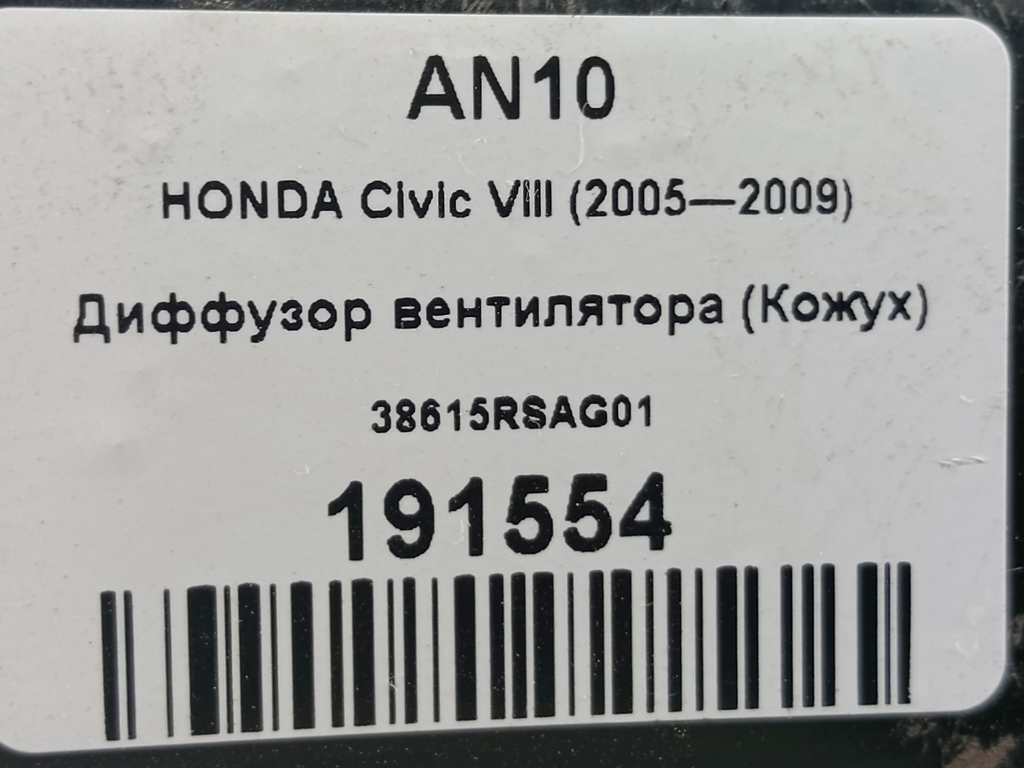 AN10
HONDA Civic VIII (2005—2009)
Диффузор вентилятора (Кожух)
38615RSAG01
191554